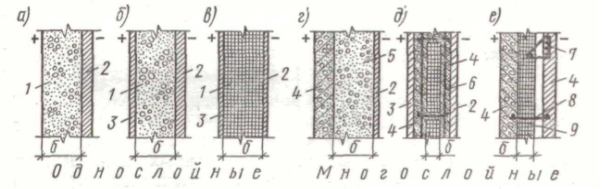 а) б) в) г) д) е)
+ − + − + − + − + − + −
5 4 7
1 2 1 2 1 2 4 2 6 4
3 3 3 2 4 8
4 9
б б б б б б
Однослойные Многослойные